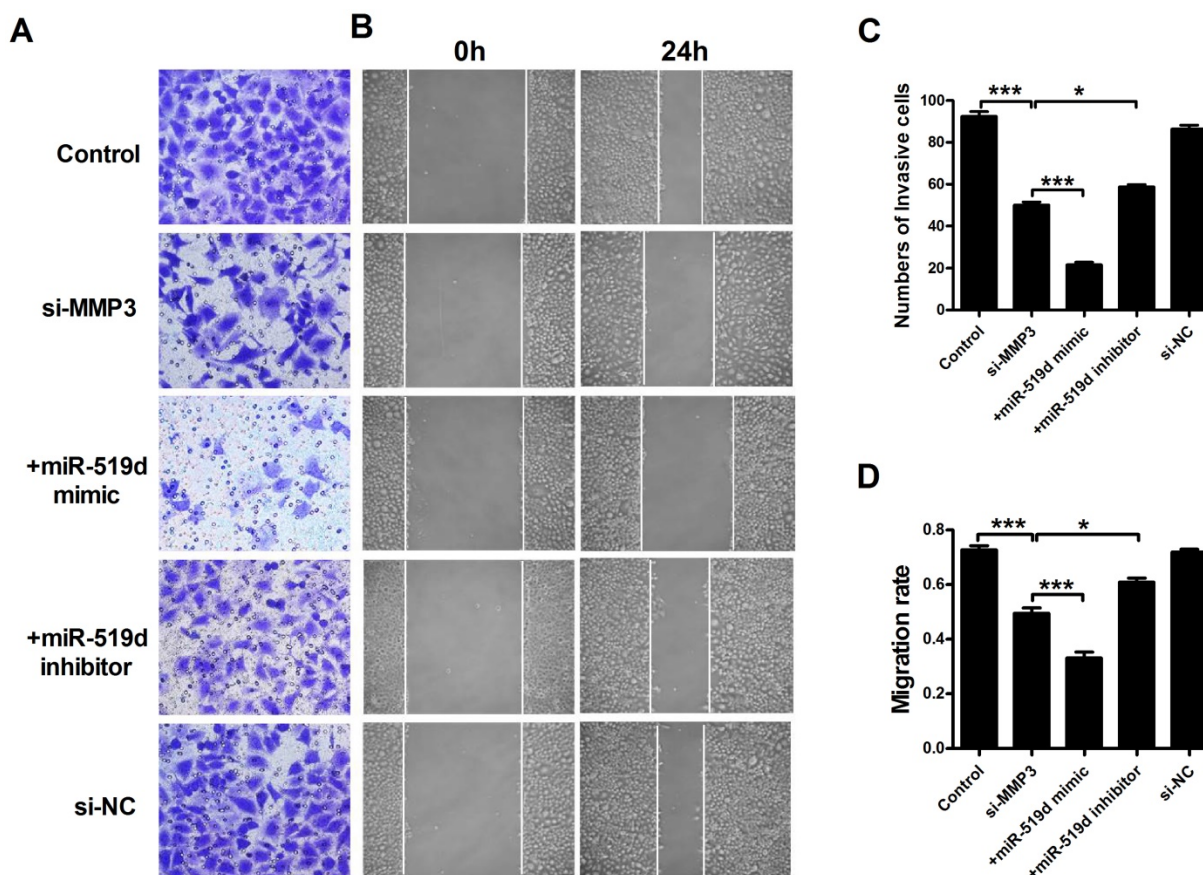 A
B
0h
24h
Control
si-MMP3
+miR-519d
mimic
+miR-519d
inhibitor
si-NC
C
Numbers of Invasive cells
100
80
60
40
20
0
***
*
***
Control
si-MMP3
+miR-519d mimic
+miR-519d inhibitor
si-NC
D
Migration rate
0.8
0.6
0.4
0.2
0.0
***
*
***
Control
si-MMP3
+miR-519d mimic
+miR-519d inhibitor
si-NC